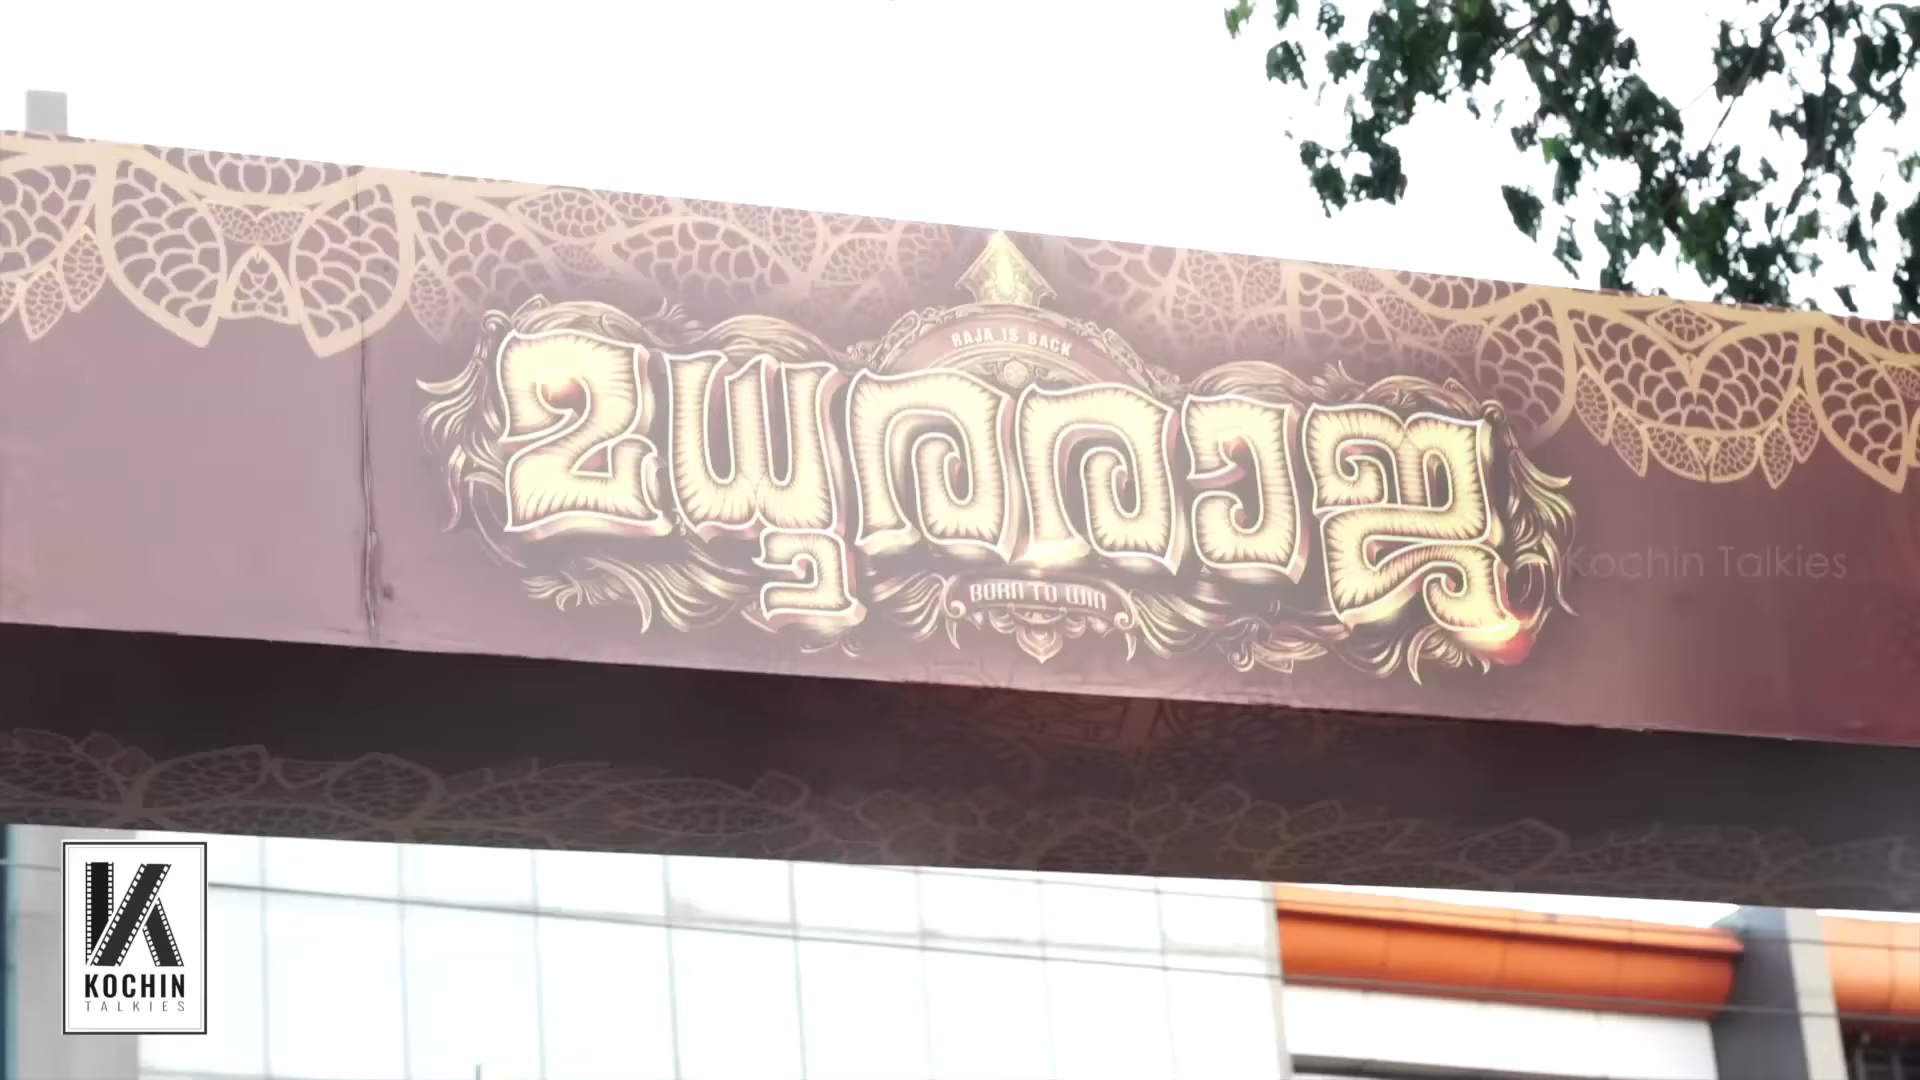 RAJA IS BACK
മധുരരാജ
BORN TO WIN
Kochin Talkies
KOCHIN
TALKIES